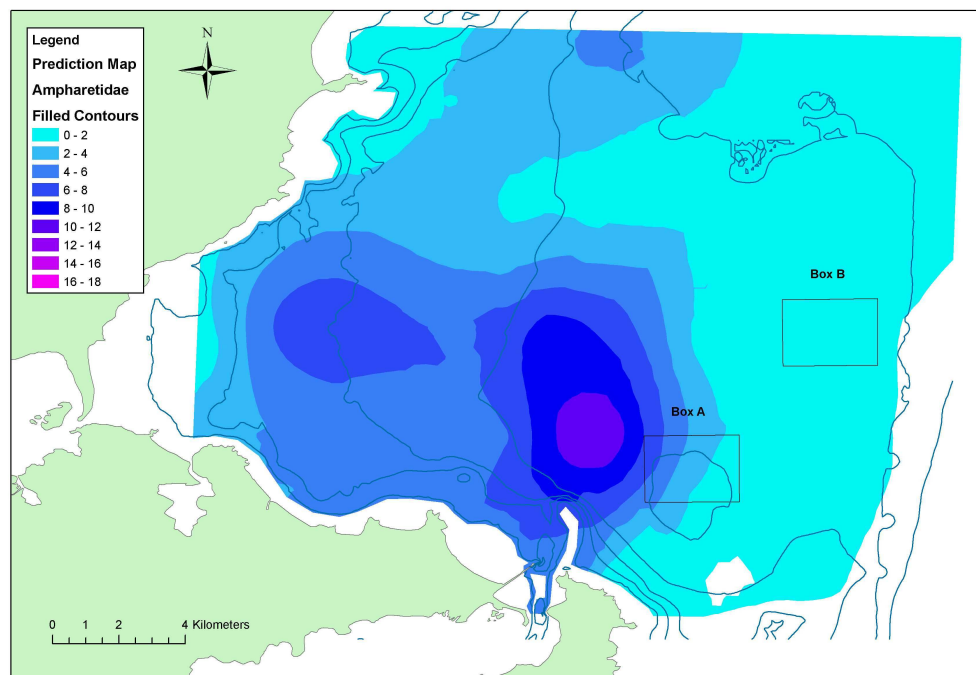 Legend
Prediction Map
Ampharetidae
Filled Contours
0 - 2
2 - 4
4 - 6
6 - 8
8 - 10
10 - 12
12 - 14
14 - 16
16 - 18
N
Box B
Box A
0 1 2 4 Kilometers